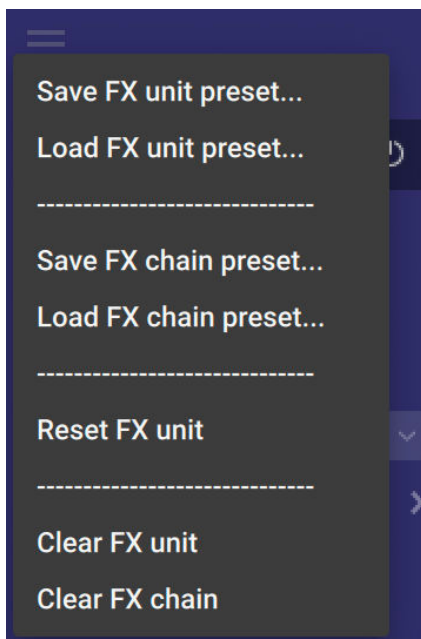 Save FX unit preset...
Load FX unit preset...
------------------------------
Save FX chain preset...
Load FX chain preset...
------------------------------
Reset FX unit
------------------------------
Clear FX unit
Clear FX chain